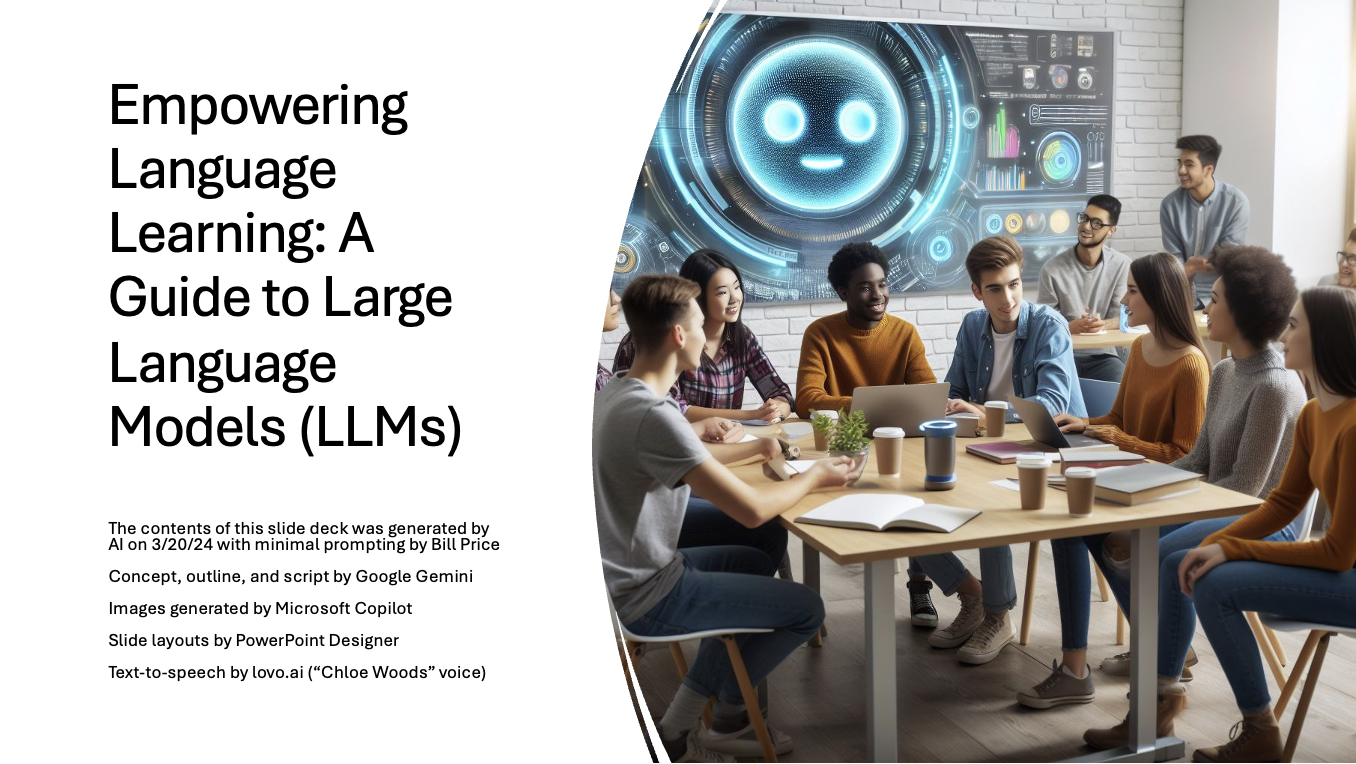 Empowering
Language
Learning: A
Guide to Large
Language
Models (LLMs)
The contents of this slide deck was generated by
AI on 3/20/24 with minimal prompting by Bill Price
Concept, outline, and script by Google Gemini
Images generated by Microsoft Copilot
Slide layouts by PowerPoint Designer
Text-to-speech by lovo.ai (“Chloe Woods” voice)